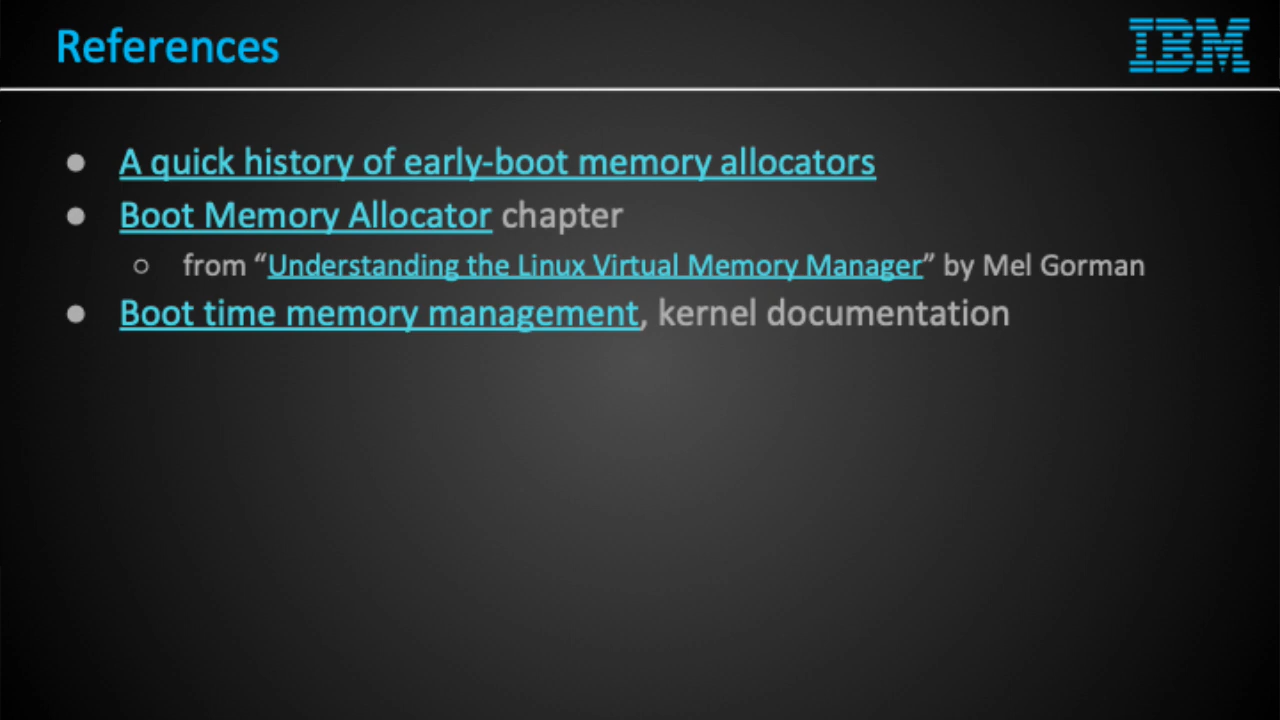 References
IBM
● A quick history of early-boot memory allocators
● Boot Memory Allocator chapter
○ from “Understanding the Linux Virtual Memory Manager” by Mel Gorman
● Boot time memory management, kernel documentation